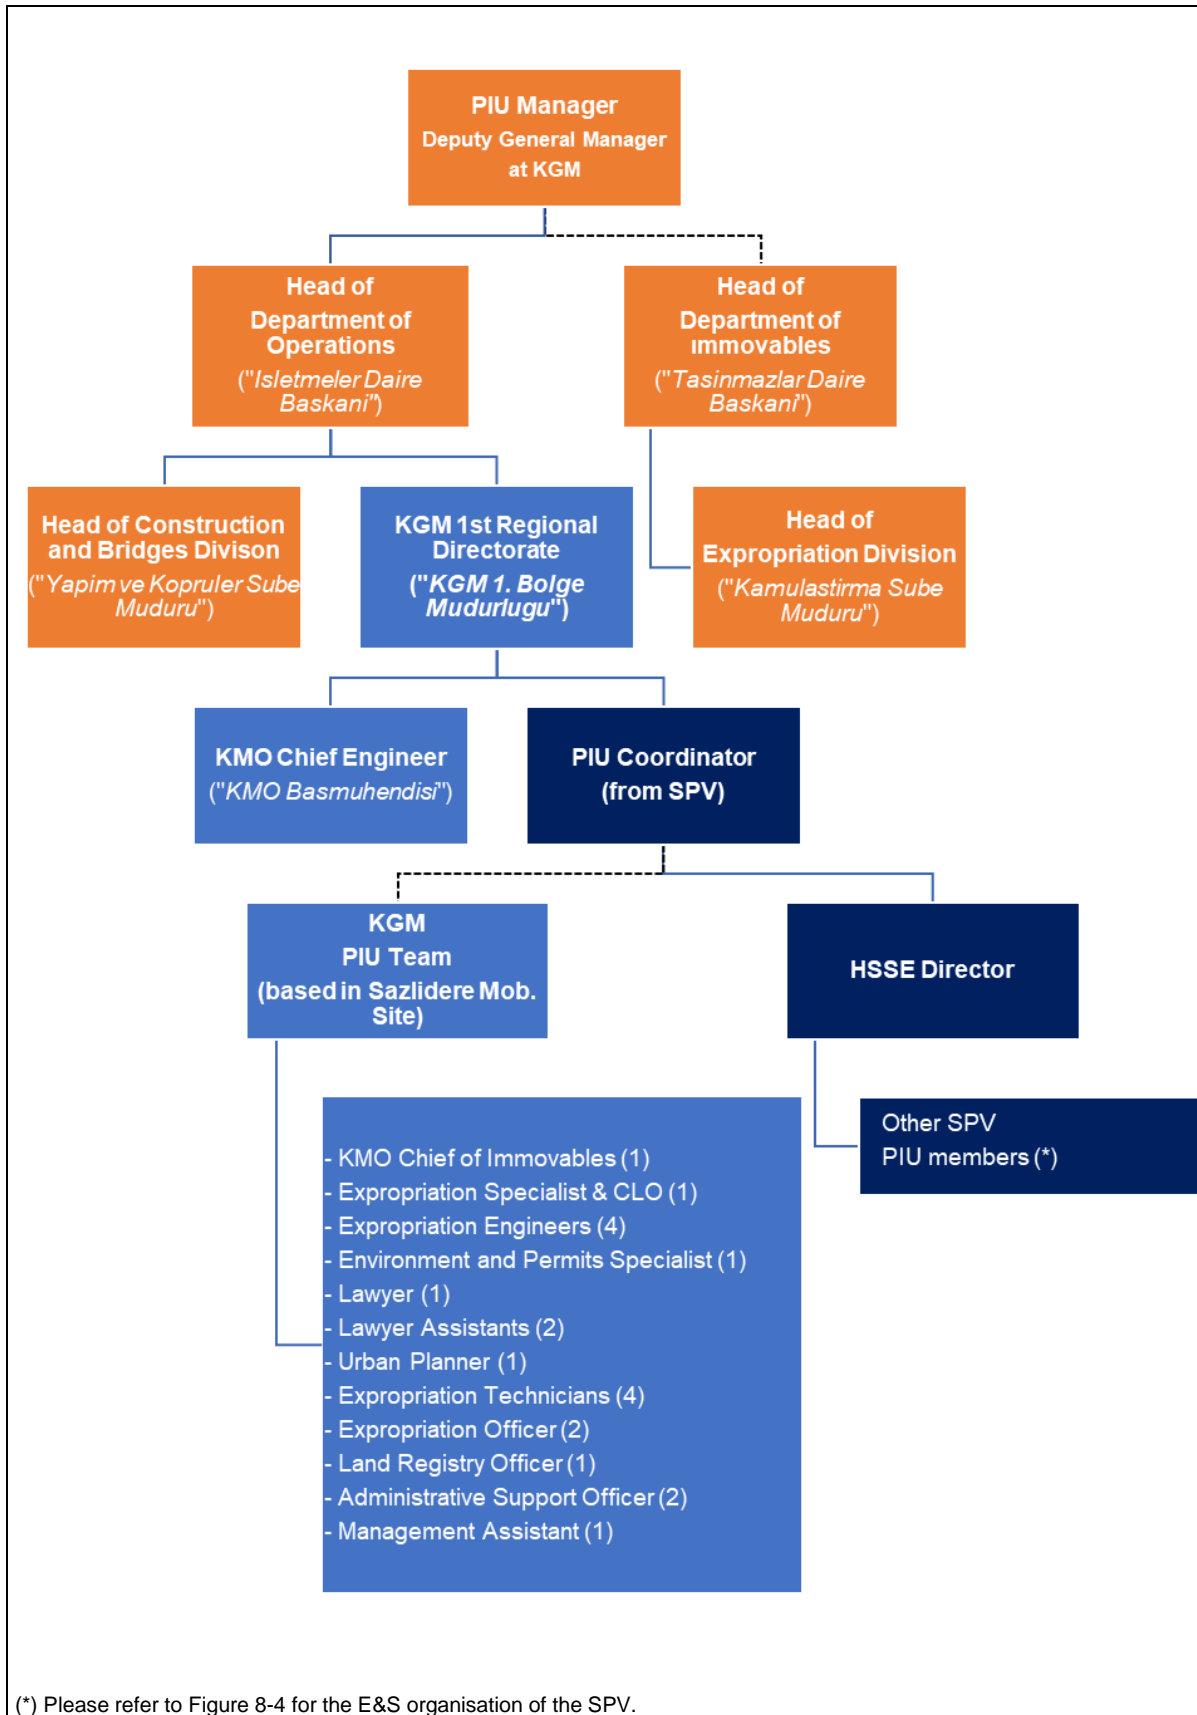 PIU Manager
Deputy General Manager
at KGM
Head of
Department of
Operations
("Isletmeler Daire
Baskani")
Head of
Department of
ımmovables
("Tasinmazlar Daire
Baskani")
Head of Construction
and Bridges Divison
("Yapim ve Kopruler Sube
Muduru")
KGM 1st Regional
Directorate
("KGM 1. Bolge
Mudurlugu")
Head of
Expropriation Division
("Kamulastirma Sube
Muduru")
KMO Chief Engineer
("KMO Basmuhendisi")
PIU Coordinator
(from SPV)
KGM
PIU Team
(based in Sazlidere Mob.
Site)
HSSE Director
- KMO Chief of Immovables (1)
- Expropriation Specialist & CLO (1)
- Expropriation Engineers (4)
- Environment and Permits Specialist (1)
- Lawyer (1)
- Lawyer Assistants (2)
- Urban Planner (1)
- Expropriation Technicians (4)
- Expropriation Officer (2)
- Land Registry Officer (1)
- Administrative Support Officer (2)
- Management Assistant (1)
Other SPV
PIU members (*)
(*) Please refer to Figure 8-4 for the E&S organisation of the SPV.